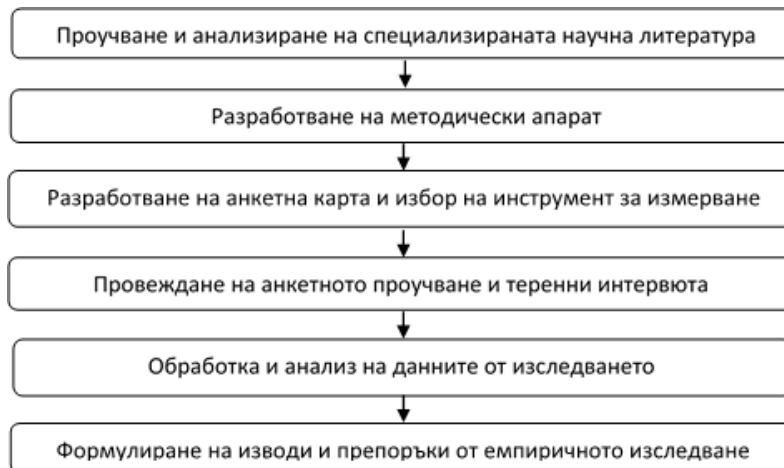 Проучване и анализиране на специализираната научна литература
Разработване на методически апарат
Разработване на анкетна карта и избор на инструмент за измерване
Провеждане на анкетното проучване и теренни интервюта
Обработка и анализ на данните от изследването
Формулиране на изводи и препоръки от емпиричното изследване